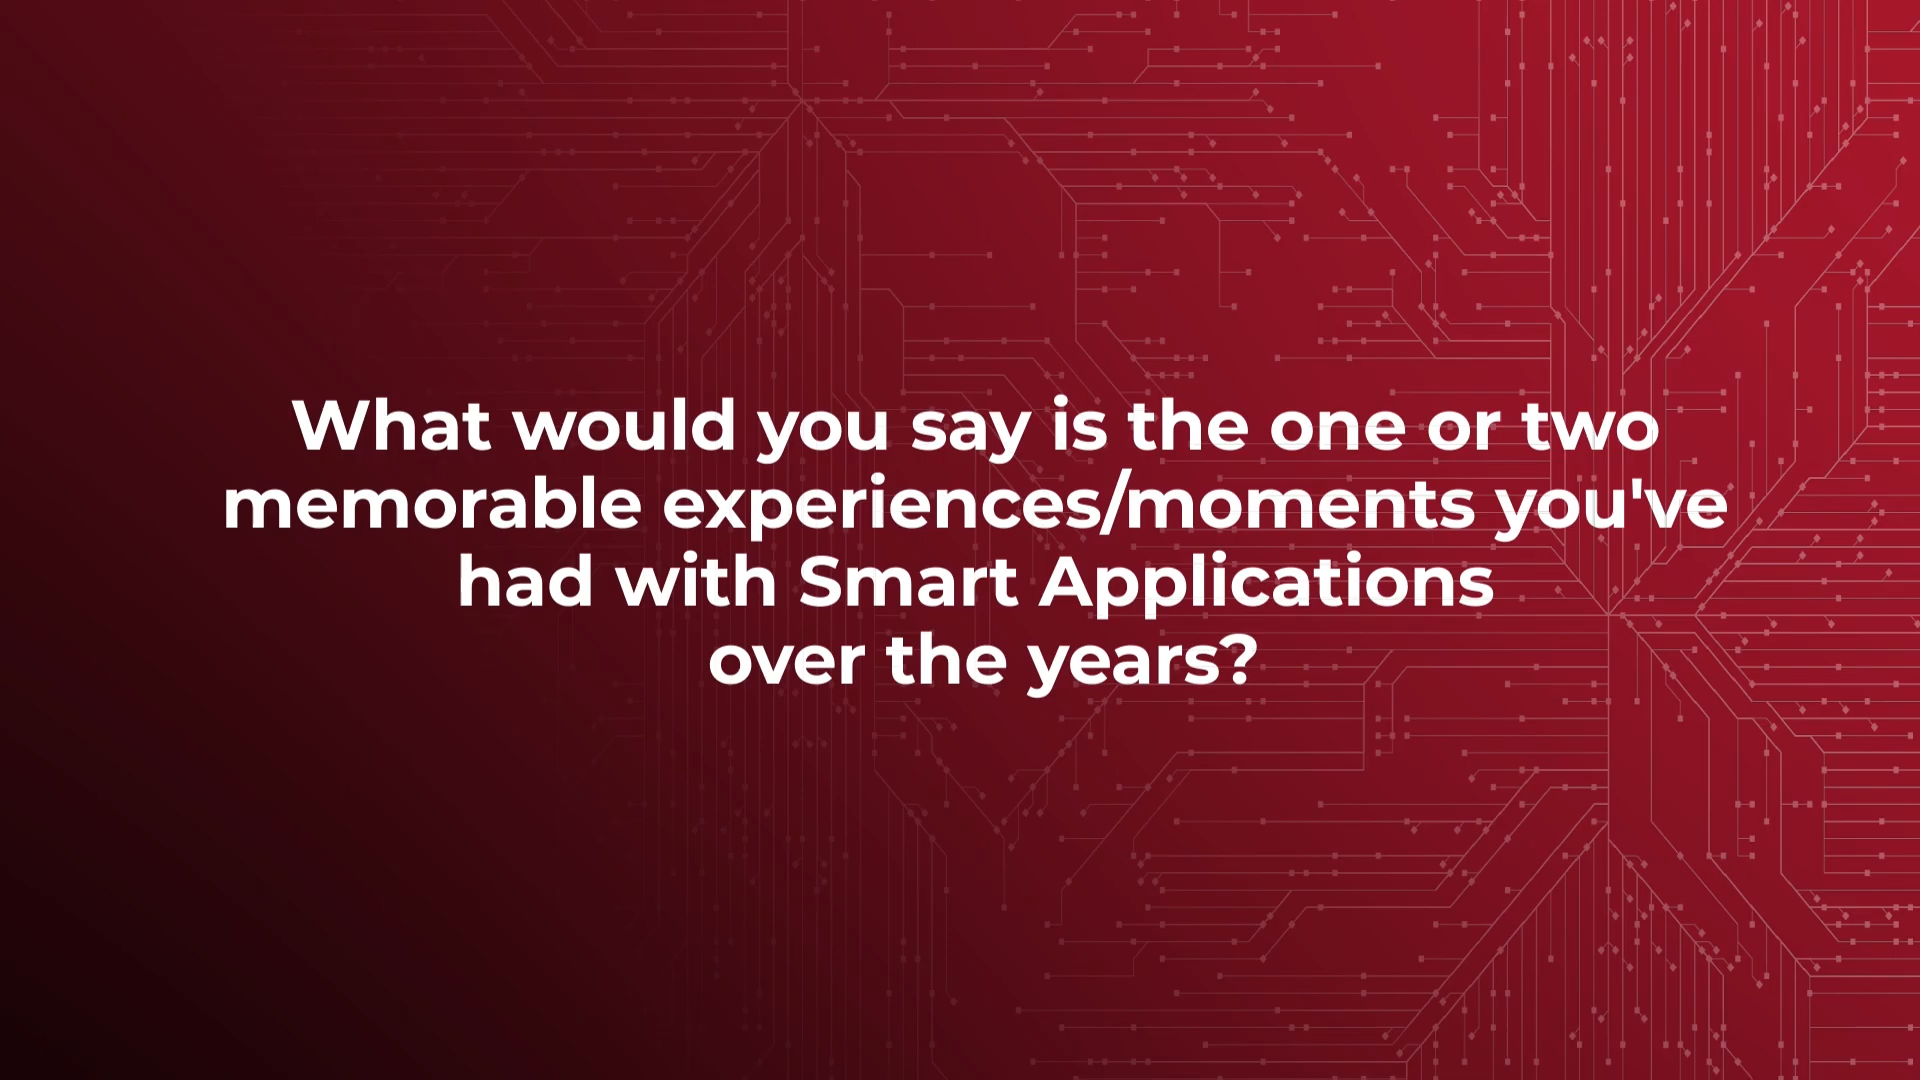 What would you say is the one or two
memorable experiences/moments you've
had with Smart Applications
over the years?